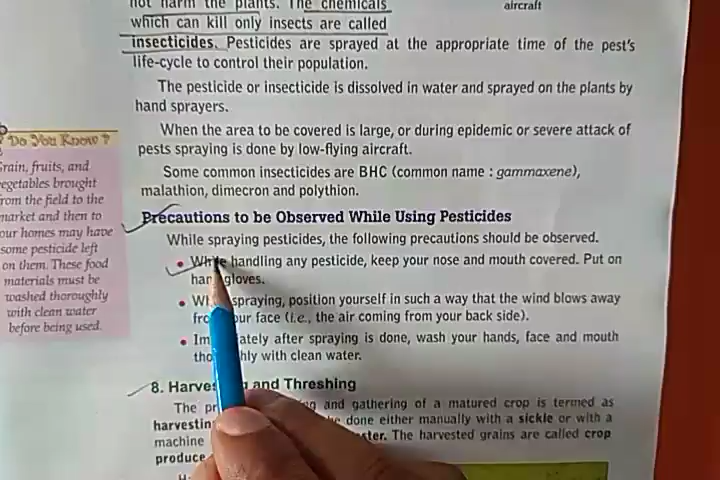 not harm the plants. The chemicals
which can kill only insects are called
aircraft
insecticides. Pesticides are sprayed at the appropriate time of the pest's
life-cycle to control their population.
The pesticide or insecticide is dissolved in water and sprayed on the plants by
hand sprayers.
When the area to be covered is large, or during epidemic or severe attack of
pests spraying is done by low-flying aircraft.
Some common insecticides are BHC (common name : gammaxene),
malathion, dimecron and polythion.
Do You Know ?
Grain, fruits, and
vegetables brought
from the field to the
market and then to
our homes may have
some pesticide left
on them. These food
materials must be
washed thoroughly
with clean water
before being used.
Precautions to be Observed While Using Pesticides
While spraying pesticides, the following precautions should be observed.
• While handling any pesticide, keep your nose and mouth covered. Put on
gloves.
• spraying, position yourself in such a way that the wind blows away
your face (i.e., the air coming from your back side).
• after spraying is done, wash your hands, face and mouth
with clean water.
8. and Threshing
The and gathering of a matured crop is termed as
done either manually with a sickle or with a
machine The harvested grains are called crop
produce